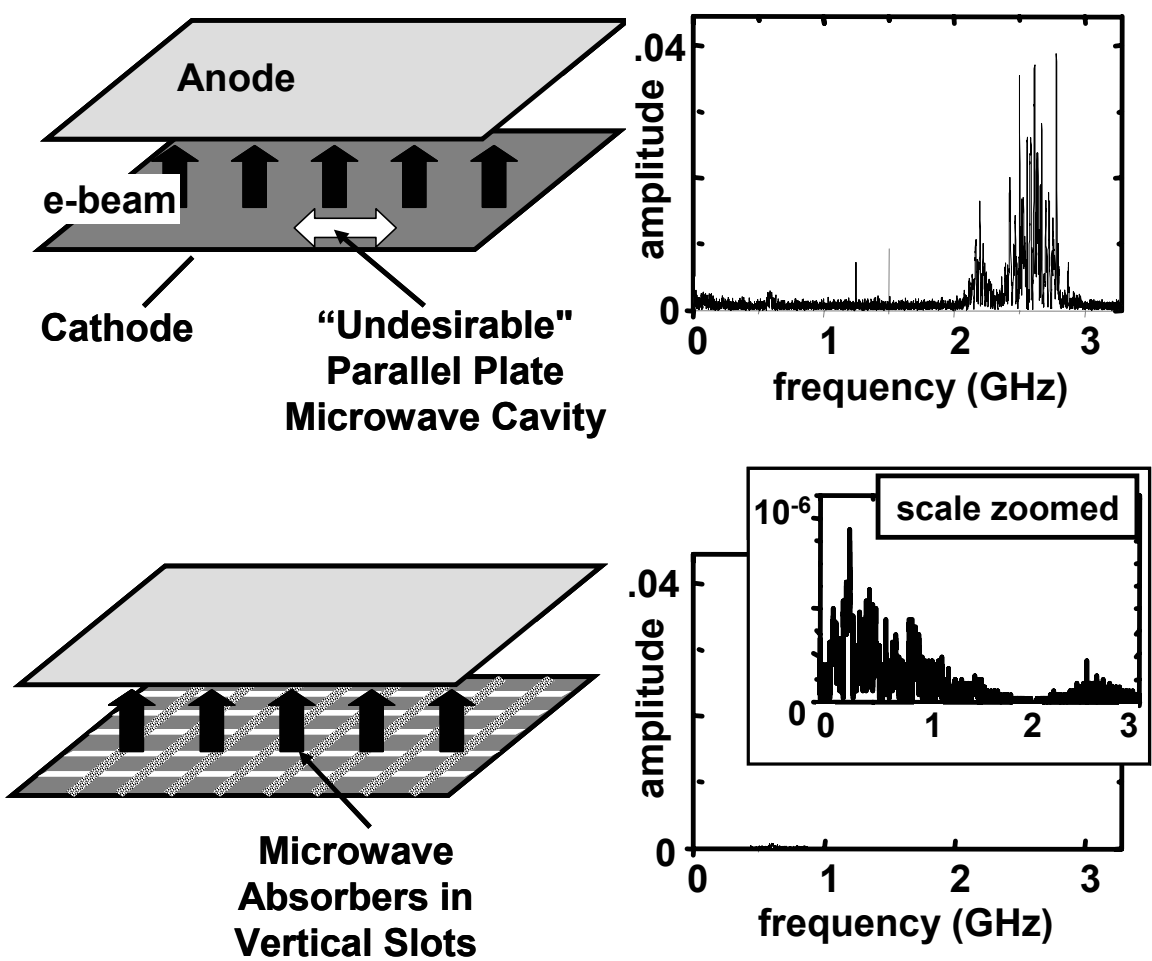 Anode
e-beam
Cathode
“Undesirable"
Parallel Plate
Microwave Cavity
.04
amplitude
0
0 1 2 3
frequency (GHz)
Microwave
Absorbers in
Vertical Slots
scale zoomed
10-6
0
0 1 2 3
.04
amplitude
0
0 1 2 3
frequency (GHz)